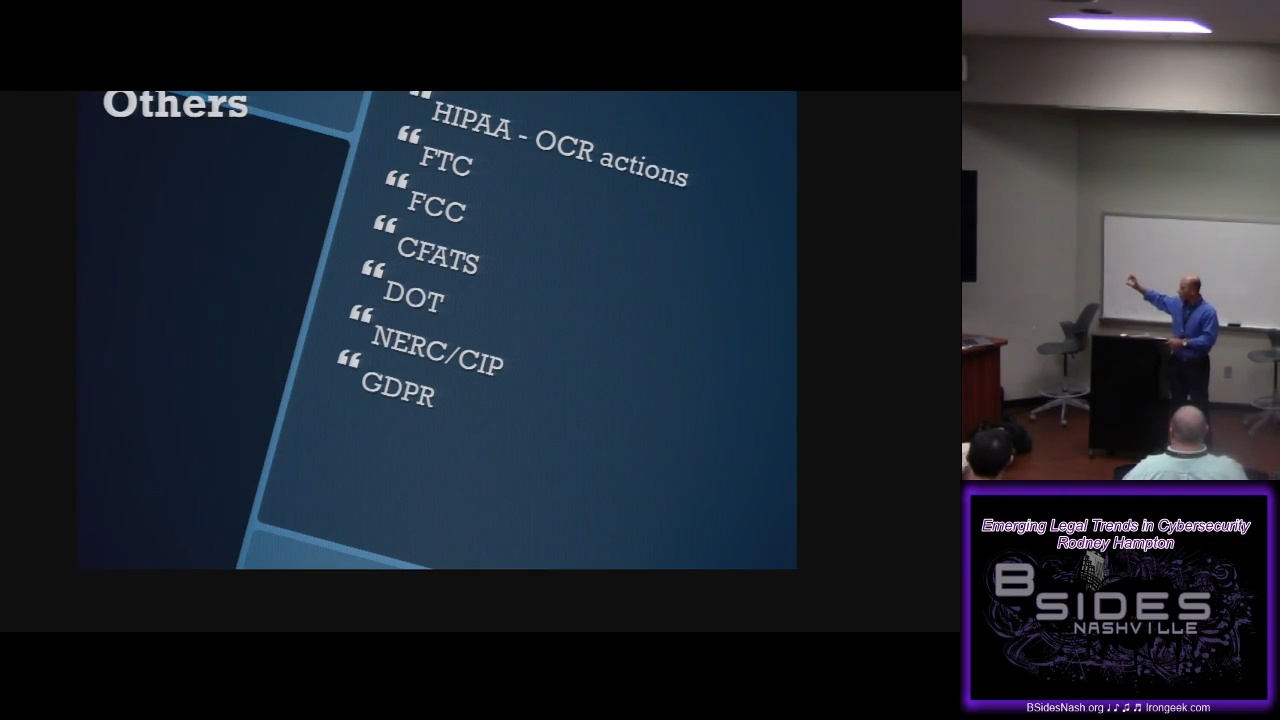 Others
“ HIPAA - OCR actions
“ FTC
“ FCC
“ CFATS
“ DOT
“ NERC/CIP
“ GDPR
Emerging Legal Trends in Cybersecurity
Rodney Hampton
BSIDES
NASHVILLE
BSidesNash.org ♩ ♪ ♫ ♬ Irongeek.com